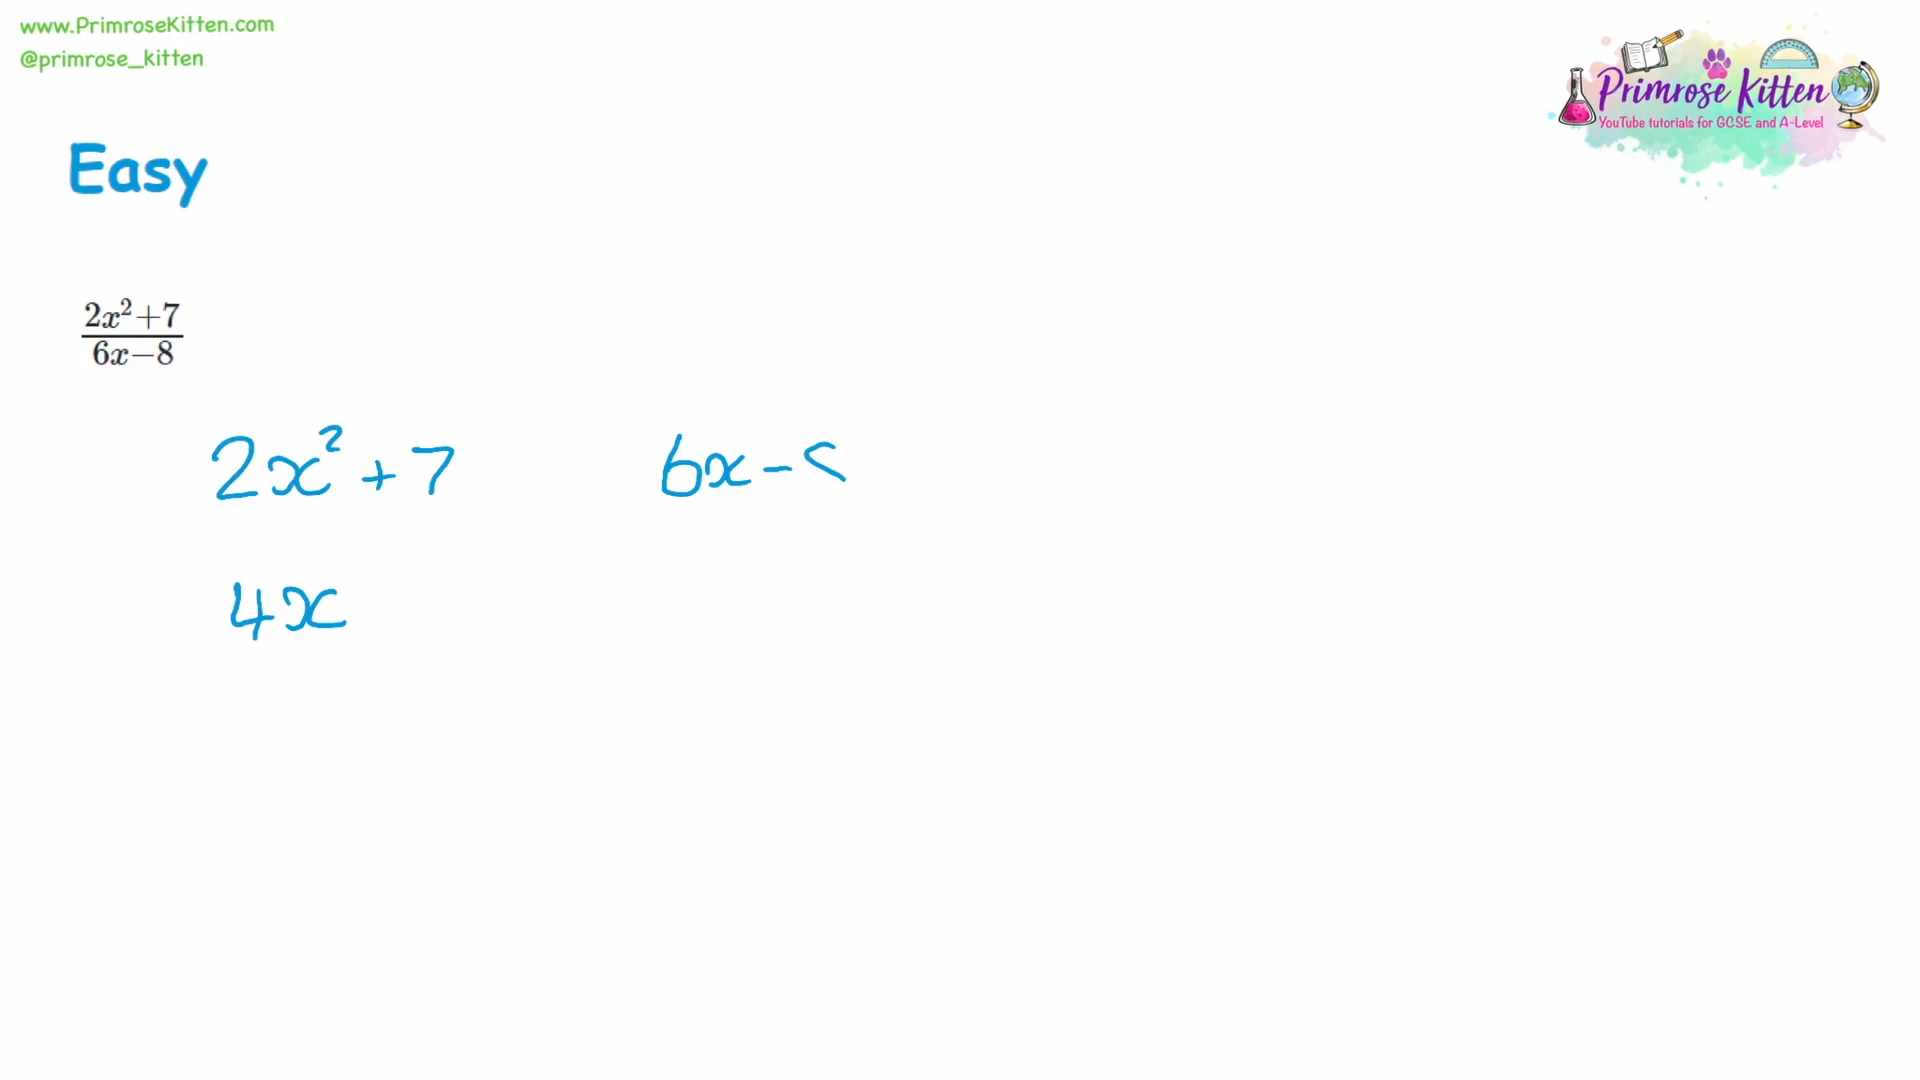 www.PrimroseKitten.com
@primrose_kitten
Primrose Kitten
YouTube tutorials for GCSE and A-Level
Easy
2x²+7
6x−8
2x² + 7 6x −
4x